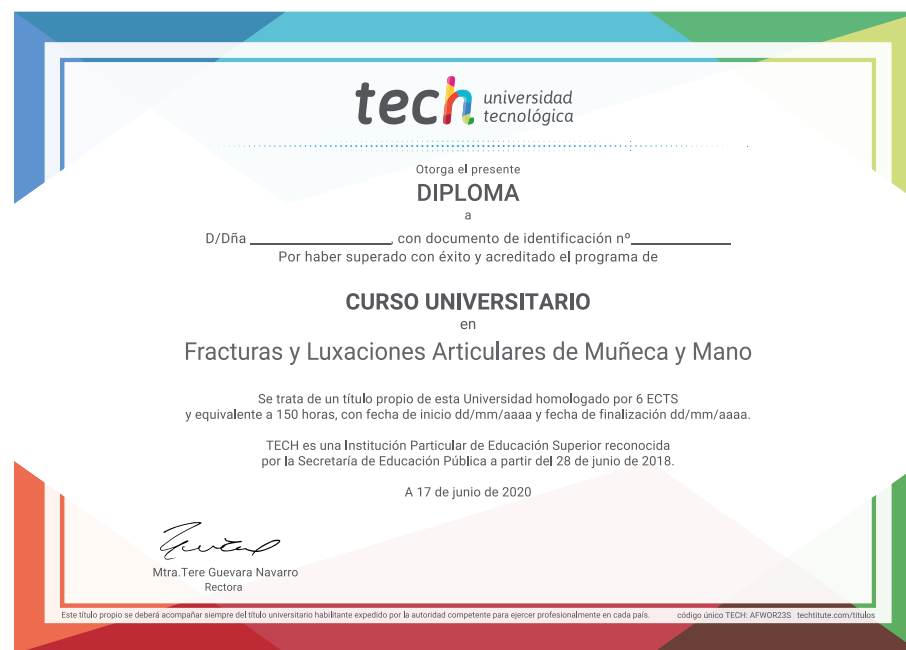 tech universidad
tecnológica
Otorga el presente
DIPLOMA
a
D/Dña ____________________, con documento de identificación nº______________
Por haber superado con éxito y acreditado el programa de
CURSO UNIVERSITARIO
en
Fracturas y Luxaciones Articulares de Muñeca y Mano
Se trata de un título propio de esta Universidad homologado por 6 ECTS
y equivalente a 150 horas, con fecha de inicio dd/mm/aaaa y fecha de finalización dd/mm/aaaa.
TECH es una Institución Particular de Educación Superior reconocida
por la Secretaría de Educación Pública a partir del 28 de junio de 2018.
A 17 de junio de 2020
Mtra.Tere Guevara Navarro
Rectora
Este título propio se deberá acompañar siempre del título universitario habilitante expedido por la autoridad competente para ejercer profesionalmente en cada país. código único TECH: AFWOR23S techtitute.com/títulos